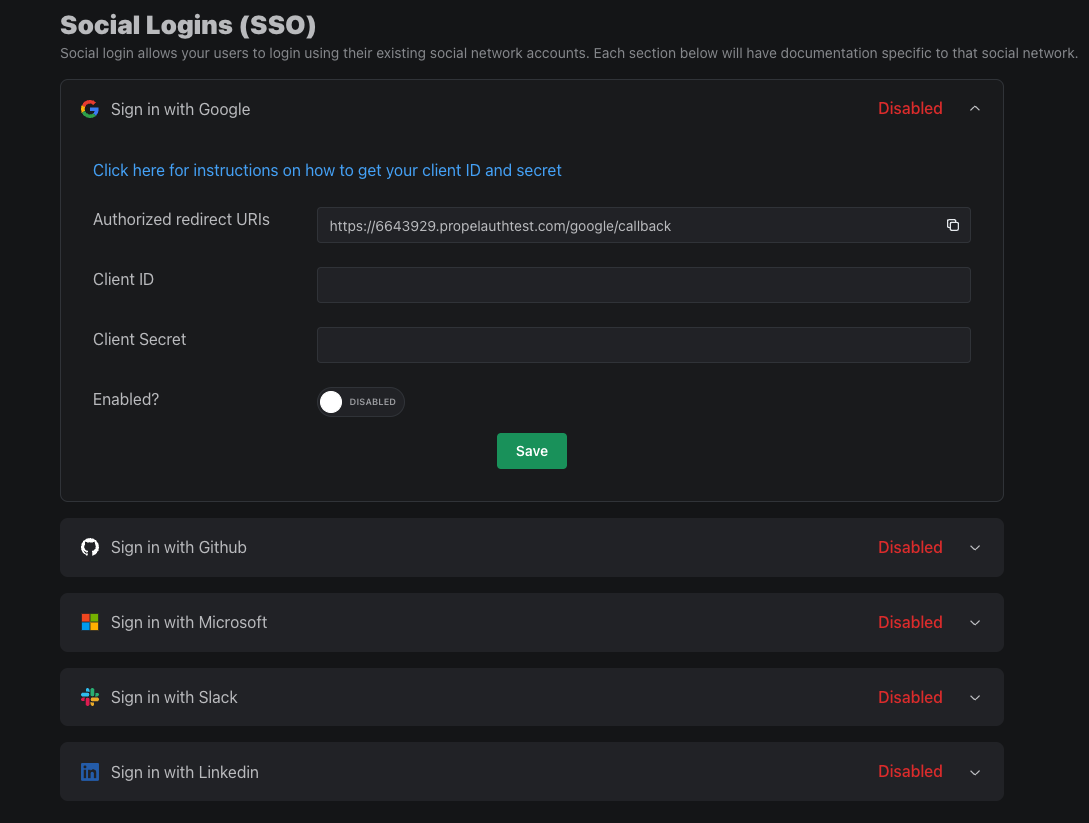 Social Logins (SSO)
Social login allows your users to login using their existing social network accounts. Each section below will have documentation specific to that social network.
Sign in with Google Disabled
Click here for instructions on how to get your client ID and secret
Authorized redirect URIs https://6643929.propelauthtest.com/google/callback
Client ID
Client Secret
Enabled? DISABLED
Save
Sign in with Github Disabled
Sign in with Microsoft Disabled
Sign in with Slack Disabled
in Sign in with Linkedin Disabled